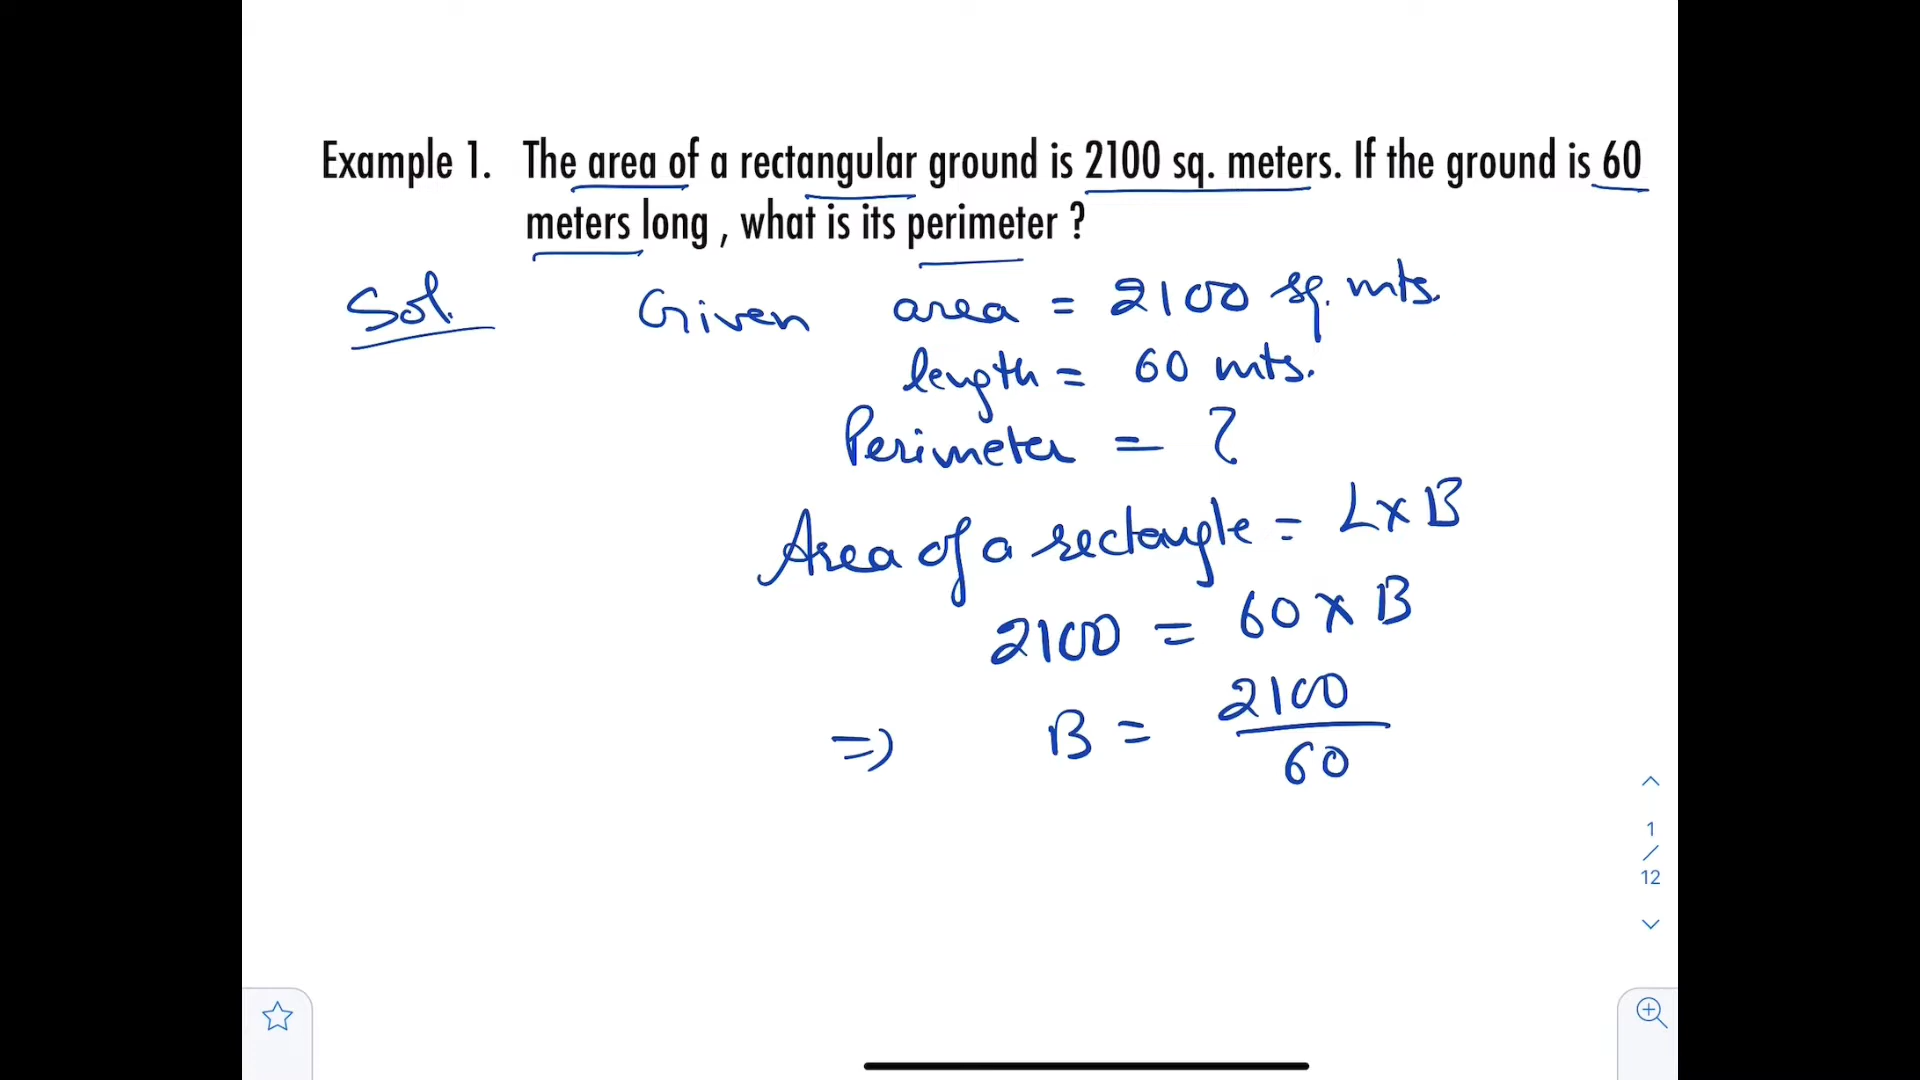 Example 1. The area of a rectangular ground is 2100 sq. meters. If the ground is 60
meters long , what is its perimeter ?
Sol. Given area = 2100 sq. mts.
length = 60 mts.
Perimeter = ?
Area of a rectangle = L x B
2100 = 60 x B
=> B = 2100
60
1
/
12